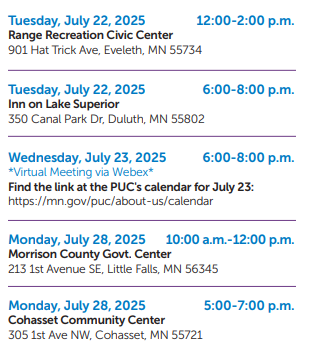 Tuesday, July 22, 2025 12:00-2:00 p.m.
Range Recreation Civic Center
901 Hat Trick Ave, Eveleth, MN 55734
Tuesday, July 22, 2025 6:00-8:00 p.m.
Inn on Lake Superior
350 Canal Park Dr, Duluth, MN 55802
Wednesday, July 23, 2025 6:00-8:00 p.m.
*Virtual Meeting via Webex*
Find the link at the PUC's calendar for July 23:
https://mn.gov/puc/about-us/calendar
Monday, July 28, 2025 10:00 a.m.-12:00 p.m.
Morrison County Govt. Center
213 1st Avenue SE, Little Falls, MN 56345
Monday, July 28, 2025 5:00-7:00 p.m.
Cohasset Community Center
305 1st Ave NW, Cohasset, MN 55721